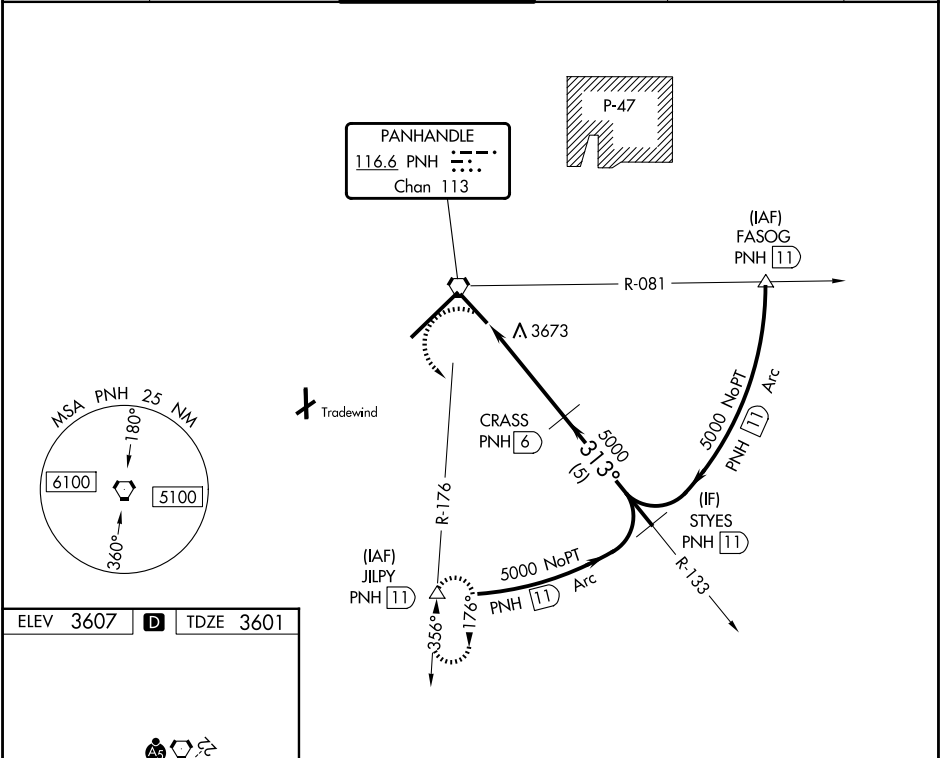 P-47
PANHANDLE
116.6 PNH
Chan 113
(IAF)
FASOG
PNH 11
R-081
3673
5000 NoPT
PNH 11 Arc
Tradewind
CRASS
PNH 6
5000
313°
(5)
MSA PNH 25 NM
180°
6100
5100
360°
R-176
(IF)
STYES
PNH 11
R-133
(IAF)
JILPY
PNH 11
5000 NoPT
PNH 11 Arc
356°
176°
ELEV 3607 D TDZE 3601
A5
22